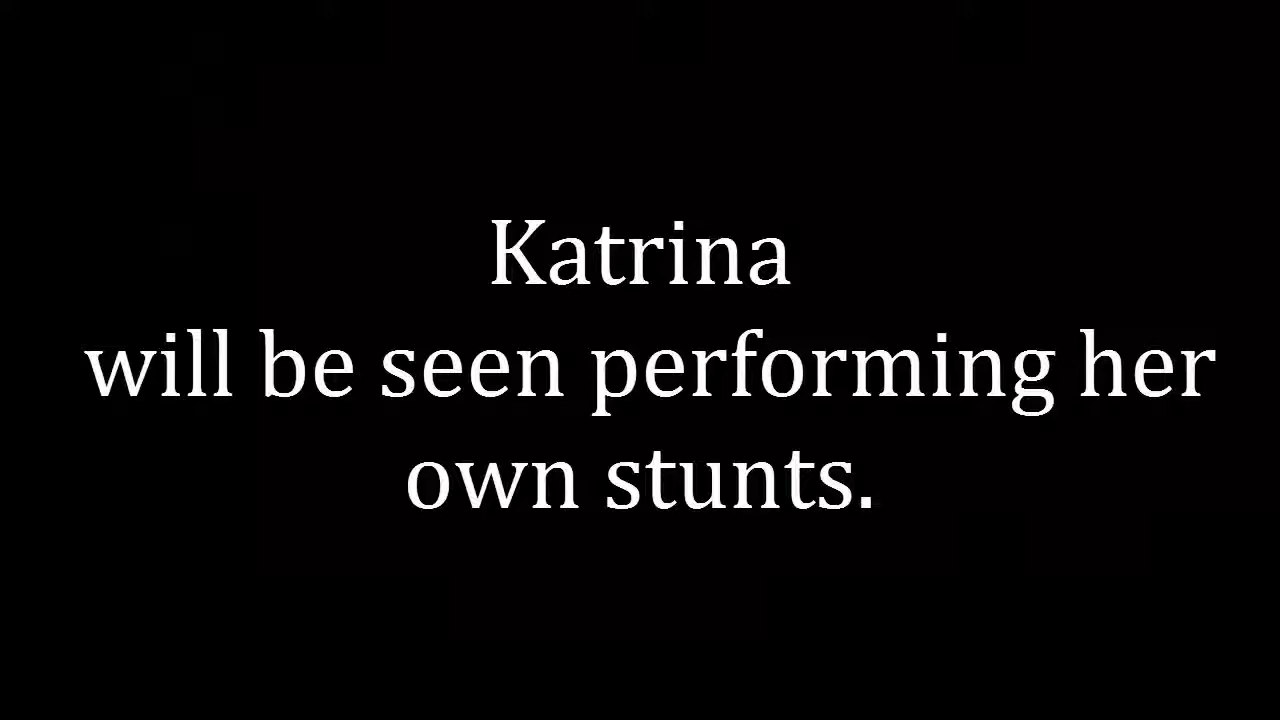 Katrina
will be seen performing her
own stunts.